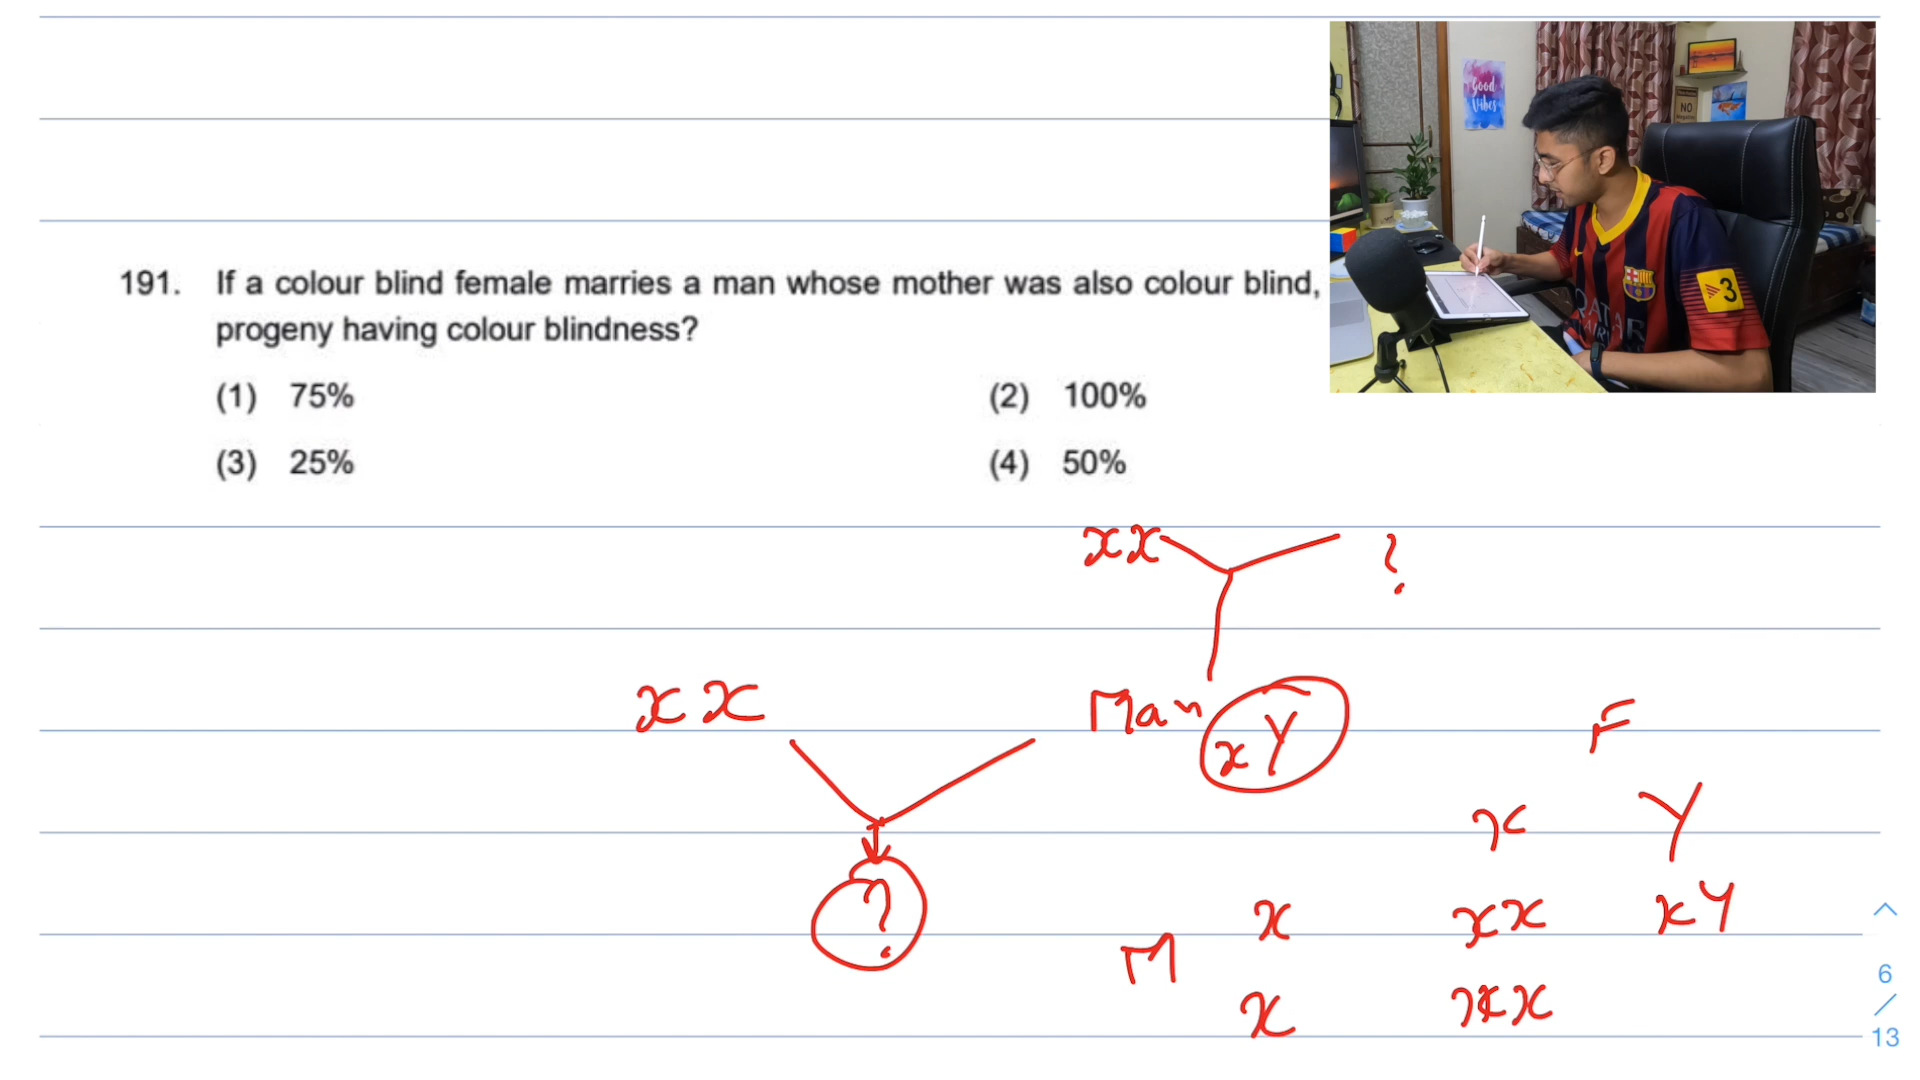 Good
Vibes
NO
191. If a colour blind female marries a man whose mother was also colour blind,
progeny having colour blindness?
(1) 75% (2) 100%
(3) 25% (4) 50%
xx ?
xx Man xY F
x Y
? x xx xY
M
x xx
3
6
/
13